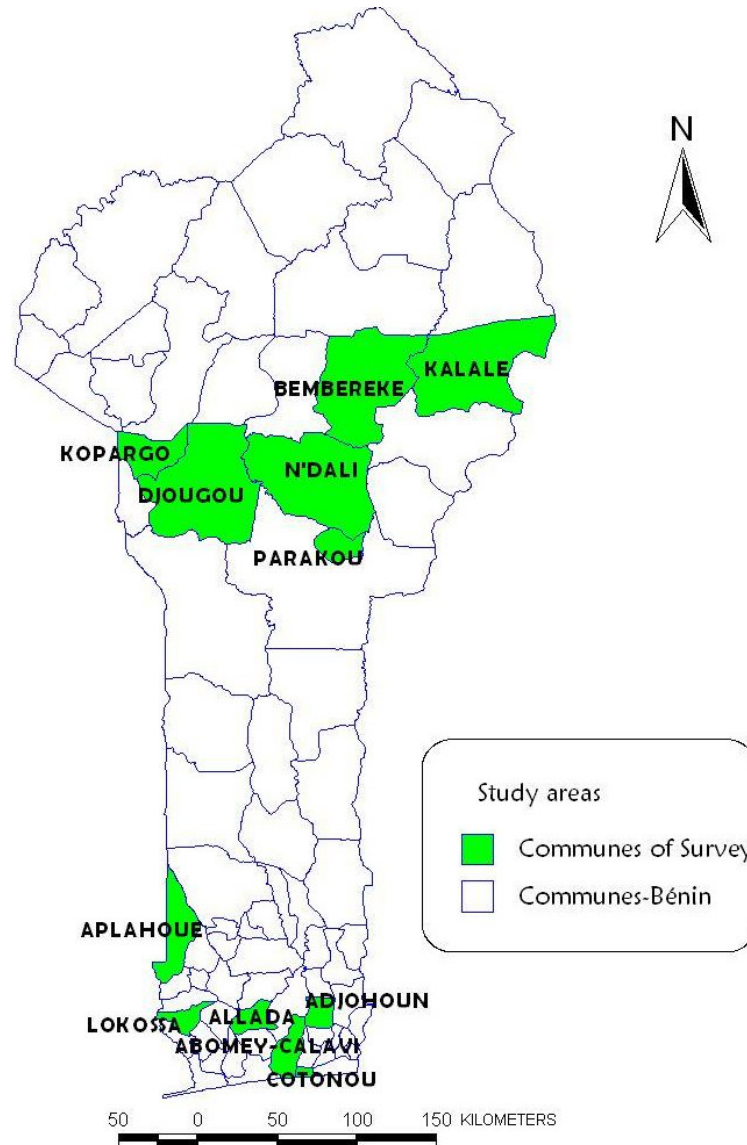 N
KALALE
BEMBEREKE
KOPARGO
N'DALI
DJOUGOU
PARAKOU
Study areas
Communes of Survey
Communes-Bénin
APLAHOUE
ADJOHOUN
ALLADA
LOKOSSA
ABOMEY-CALAVI
COTONOU
50 0 50 100 150 KILOMETERS